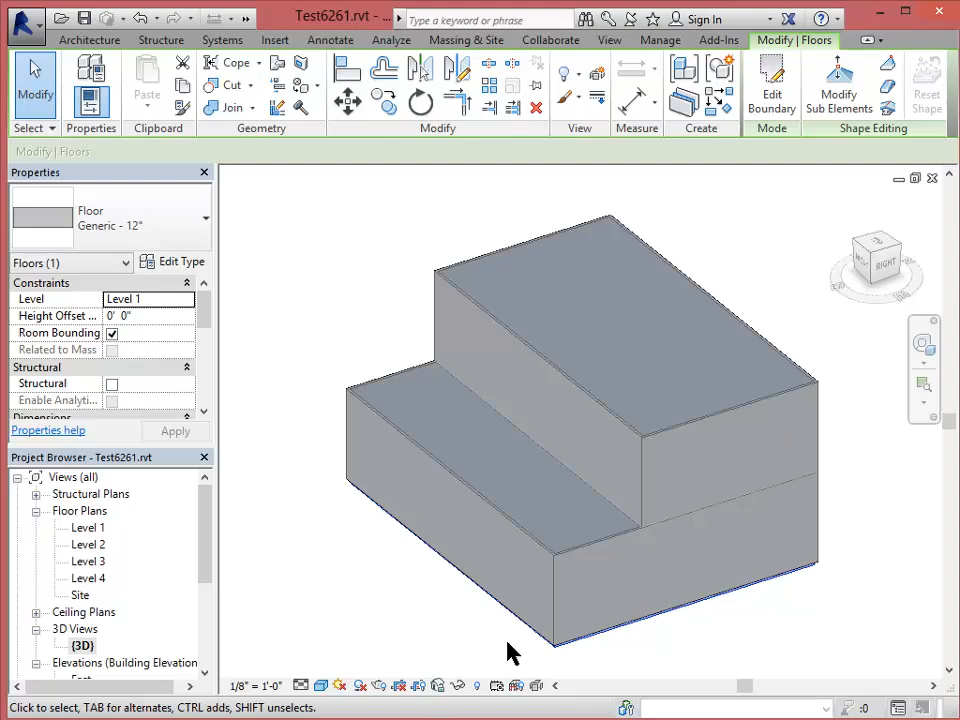 Test6261.rvt - ...
Type a keyword or phrase
Sign In
Architecture Structure Systems Insert Annotate Analyze Massing & Site Collaborate View Manage Add-Ins Modify | Floors
Modify
Paste
Cope
Cut
Join
Edit
Boundary
Modify
Sub Elements
Reset
Shape
Select Properties Clipboard Geometry Modify View Measure Create Mode Shape Editing
Modify | Floors
Properties
Floor
Generic - 12"
Floors (1)
Edit Type
Constraints
Level
Level 1
Height Offset ...
0' 0"
Room Bounding
Related to Mass
Structural
Structural
Enable Analyti...
Dimensions
Properties help
Apply
Project Browser - Test6261.rvt
Views (all)
Structural Plans
Floor Plans
Level 1
Level 2
Level 3
Level 4
Site
Ceiling Plans
3D Views
{3D}
Elevations (Building Elevation
East
RIGHT
1/8" = 1'-0"
Click to select, TAB for alternates, CTRL adds, SHIFT unselects.
:0